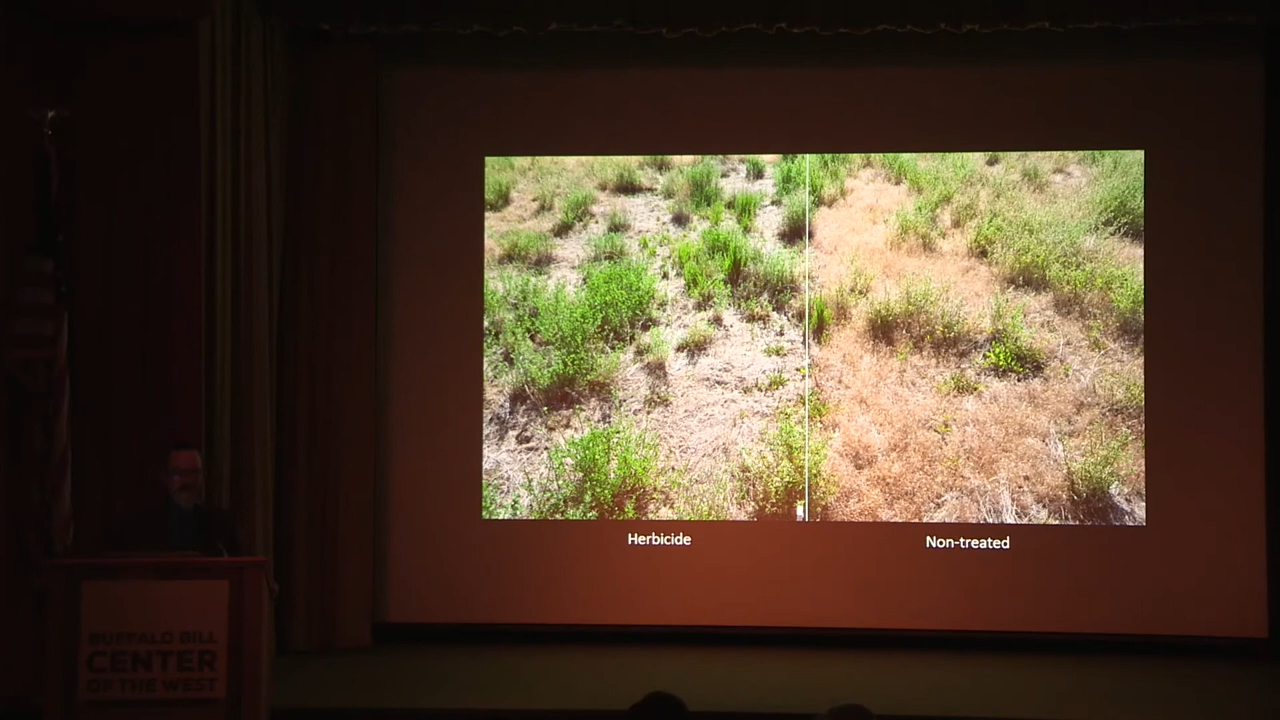 Herbicide
Non-treated
BUFFALO BILL
CENTER
OF THE WEST